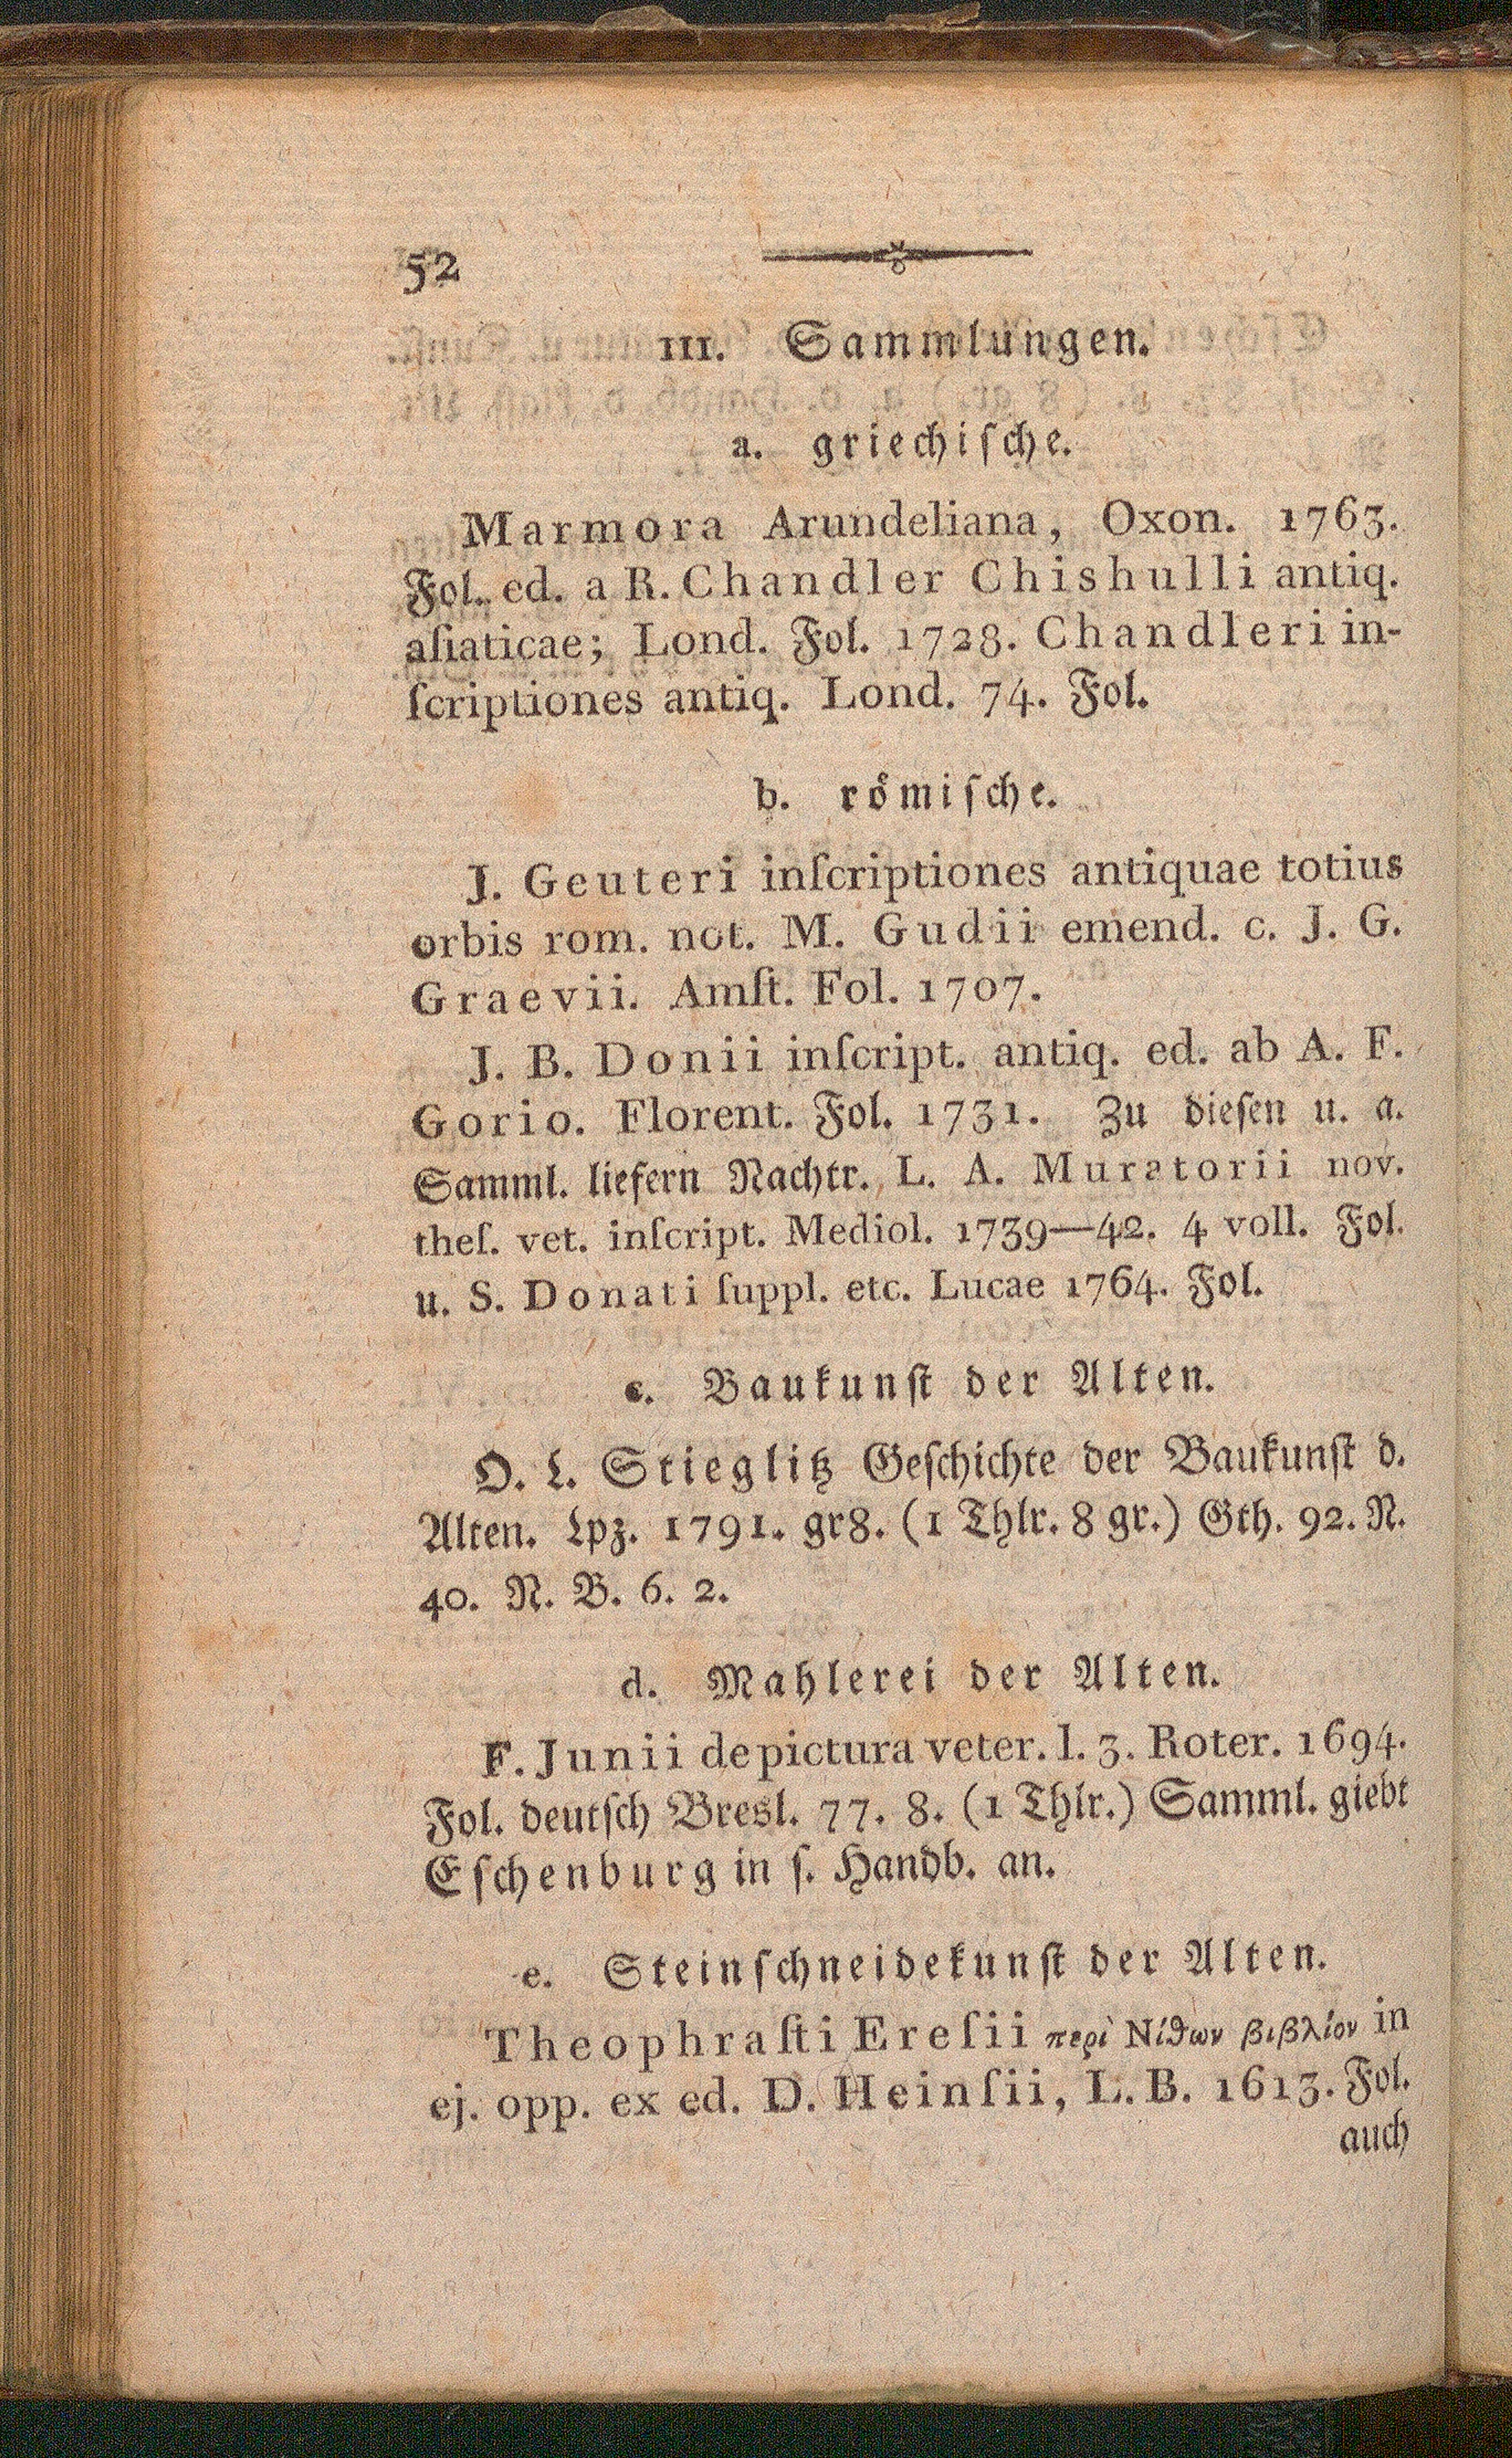 52
III. Sammlungen.
a. griechiſche.
Marmora Arundeliana, Oxon. 1763.
Fol. ed. a R. Chandler Chishulli antiq.
aſiaticae; Lond. Fol. 1728. Chandleri in-
ſcriptiones antiq. Lond. 74. Fol.
b. roͤmiſche.
J. Geuteri inſcriptiones antiquae totius
orbis rom. not. M. Gudii emend. c. J. G.
Graevii. Amſt. Fol. 1707.
J. B. Donii inſcript. antiq. ed. ab A. F.
Gorio. Florent. Fol. 1731. Zu dieſen u. a.
Samml. liefern Nachtr. L. A. Muratorii nov.
theſ. vet. inſcript. Mediol. 1739—42. 4 voll. Fol.
u. S. Donati ſuppl. etc. Lucae 1764. Fol.
c. Baukunſt der Alten.
O. L. Stieglitz Geſchichte der Baukunſt d.
Alten. Lpz. 1791. gr8. (1 Thlr. 8 gr.) Gth. 92. N.
40. N. B. 6. 2.
d. Mahlerei der Alten.
F. Junii de pictura veter. l. 3. Roter. 1694.
Fol. deutſch Bresl. 77. 8. (1 Thlr.) Samml. giebt
Eſchenburg in ſ. Handb. an.
e. Steinſchneidekunſt der Alten.
Theophraſti Ereſii περὶ Νίθων βιβλίον in
ej. opp. ex ed. D. Heinſii, L. B. 1613. Fol.
auch